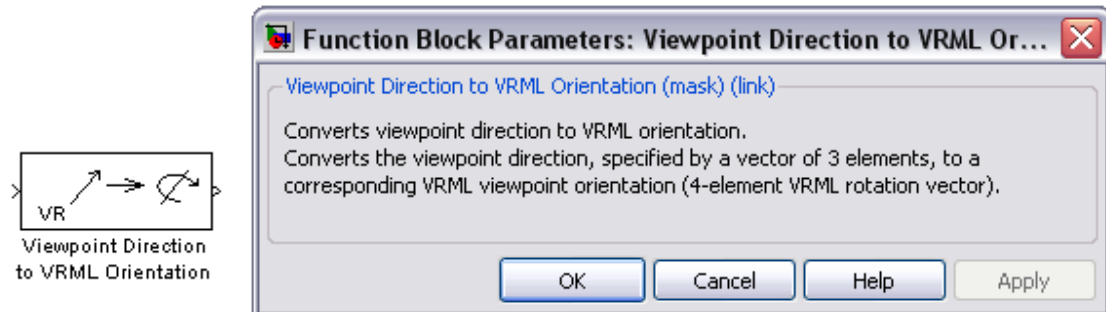 Function Block Parameters: Viewpoint Direction to VRML Or...
Viewpoint Direction to VRML Orientation (mask) (link)
Converts viewpoint direction to VRML orientation.
Converts the viewpoint direction, specified by a vector of 3 elements, to a
corresponding VRML viewpoint orientation (4-element VRML rotation vector).
VR
Viewpoint Direction
to VRML Orientation
OK Cancel Help Apply